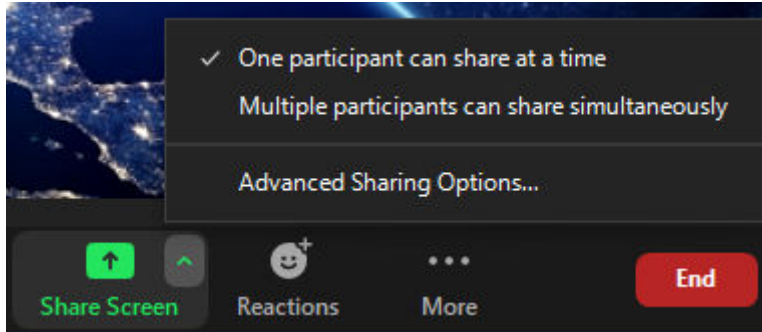 One participant can share at a time
Multiple participants can share simultaneously
Advanced Sharing Options...
Share Screen
Reactions
More
End